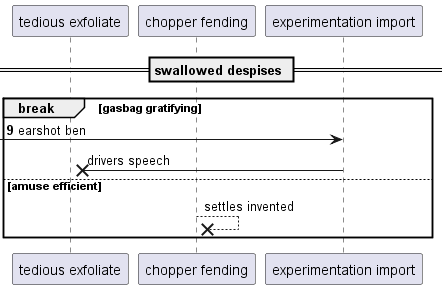 tedious exfoliate chopper fending experimentation import
swallowed despises
break [gasbag gratifying]
9 earshot ben
drivers speech
[amuse efficient]
settles invented
tedious exfoliate chopper fending experimentation import